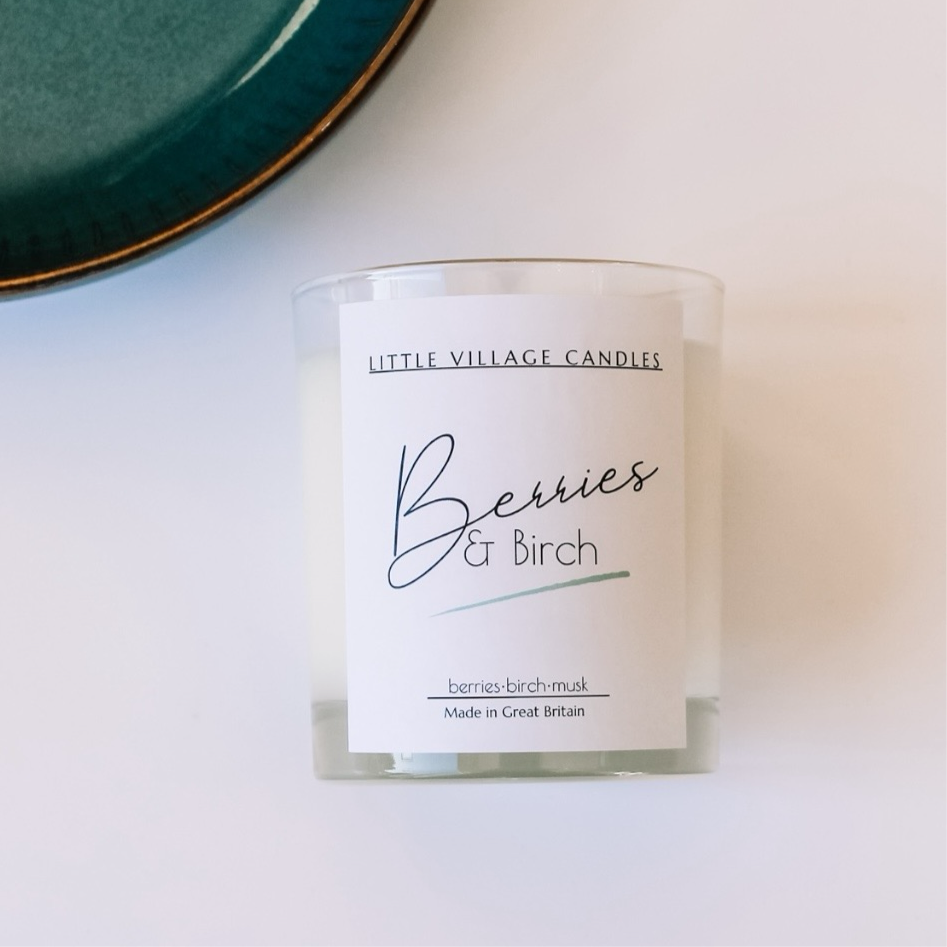 LITTLE VILLAGE CANDLES
Berries
& Birch
berries·birch·musk
Made in Great Britain